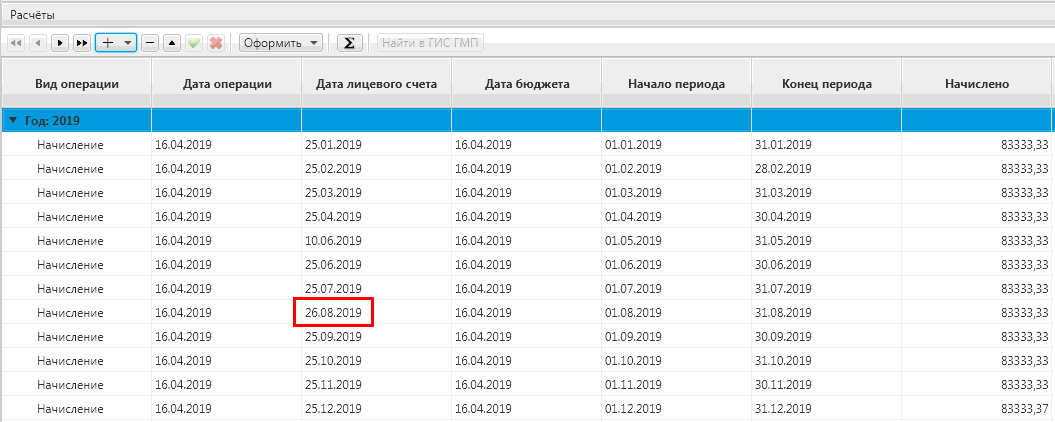 Расчёты
Оформить Σ Найти в ГИС ГМП
Вид операции Дата операции Дата лицевого счета Дата бюджета Начало периода Конец периода Начислено
Год: 2019
Начисление 16.04.2019 25.01.2019 16.04.2019 01.01.2019 31.01.2019 83333,33
Начисление 16.04.2019 25.02.2019 16.04.2019 01.02.2019 28.02.2019 83333,33
Начисление 16.04.2019 25.03.2019 16.04.2019 01.03.2019 31.03.2019 83333,33
Начисление 16.04.2019 25.04.2019 16.04.2019 01.04.2019 30.04.2019 83333,33
Начисление 16.04.2019 10.06.2019 16.04.2019 01.05.2019 31.05.2019 83333,33
Начисление 16.04.2019 25.06.2019 16.04.2019 01.06.2019 30.06.2019 83333,33
Начисление 16.04.2019 25.07.2019 16.04.2019 01.07.2019 31.07.2019 83333,33
Начисление 16.04.2019 26.08.2019 16.04.2019 01.08.2019 31.08.2019 83333,33
Начисление 16.04.2019 25.09.2019 16.04.2019 01.09.2019 30.09.2019 83333,33
Начисление 16.04.2019 25.10.2019 16.04.2019 01.10.2019 31.10.2019 83333,33
Начисление 16.04.2019 25.11.2019 16.04.2019 01.11.2019 30.11.2019 83333,33
Начисление 16.04.2019 25.12.2019 16.04.2019 01.12.2019 31.12.2019 83333,37